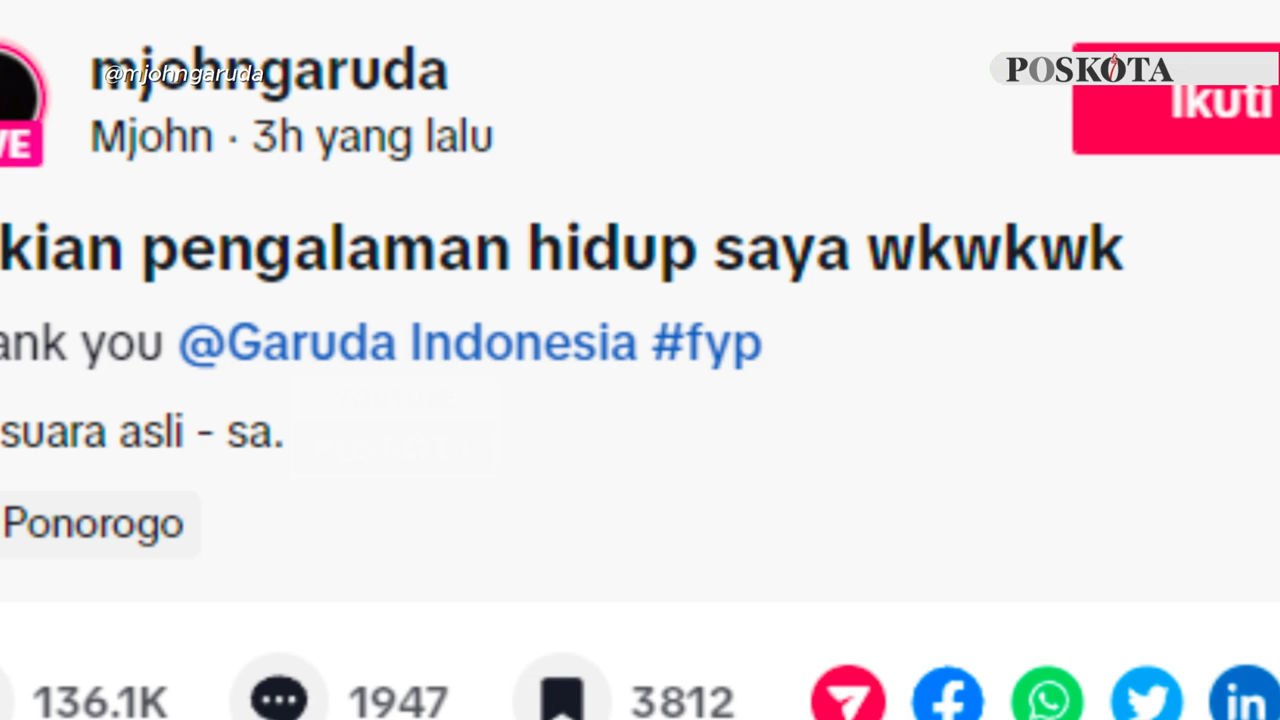 mjohngaruda
@mjohngaruda
POSKOTA
Ikuti
VE
Mjohn · 3h yang lalu
kian pengalaman hidup saya wkwkwk
ank you @Garuda Indonesia #fyp
suara asli - sa.
Ponorogo
136.1K 1947 3812